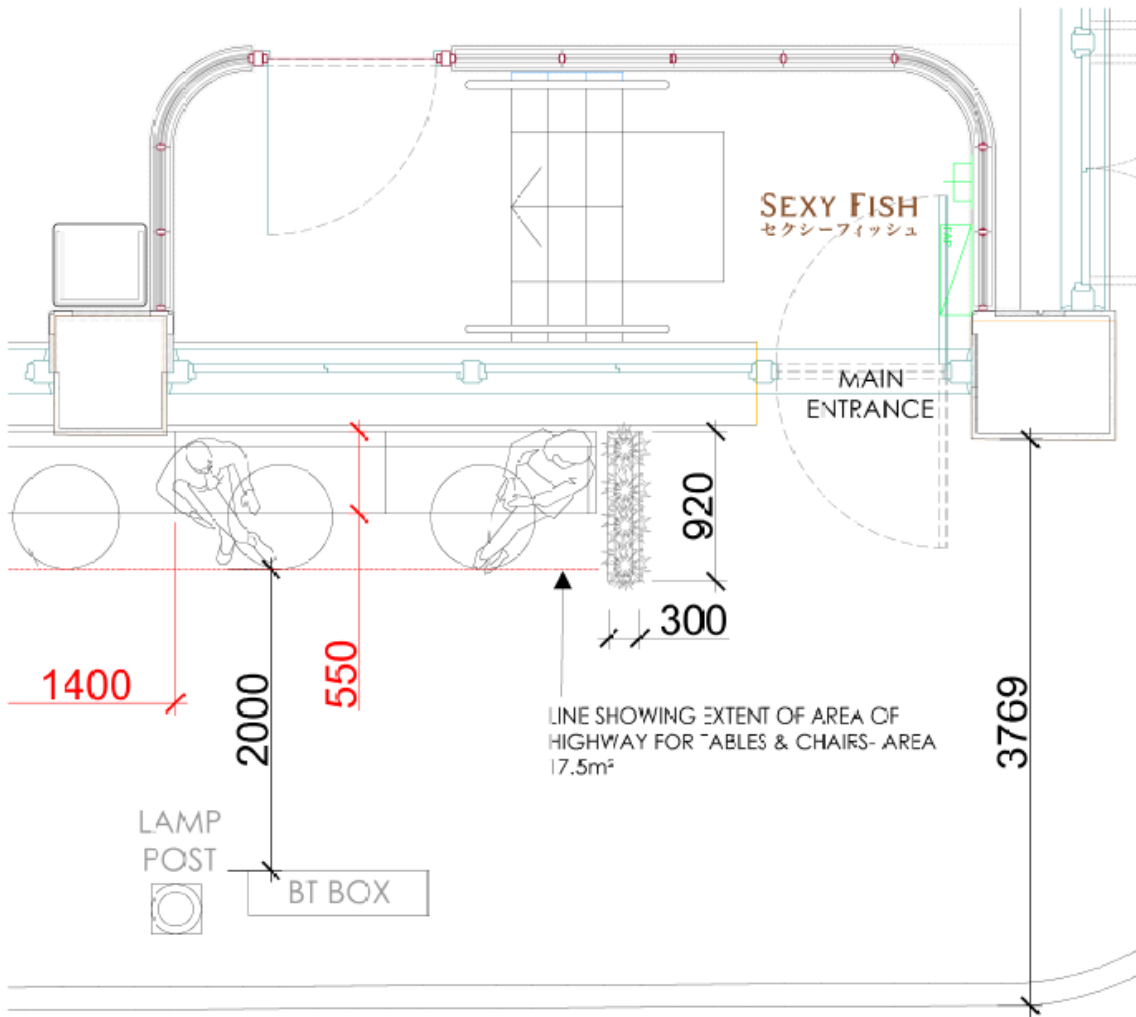 SEXY FISH
セクシーフィッシュ
FAP
MAIN
ENTRANCE
920
300
1400
2000
550
3769
LINE SHOWING EXTENT OF AREA OF
HIGHWAY FOR TABLES & CHAIRS- AREA
17.5m²
LAMP
POST
BT BOX